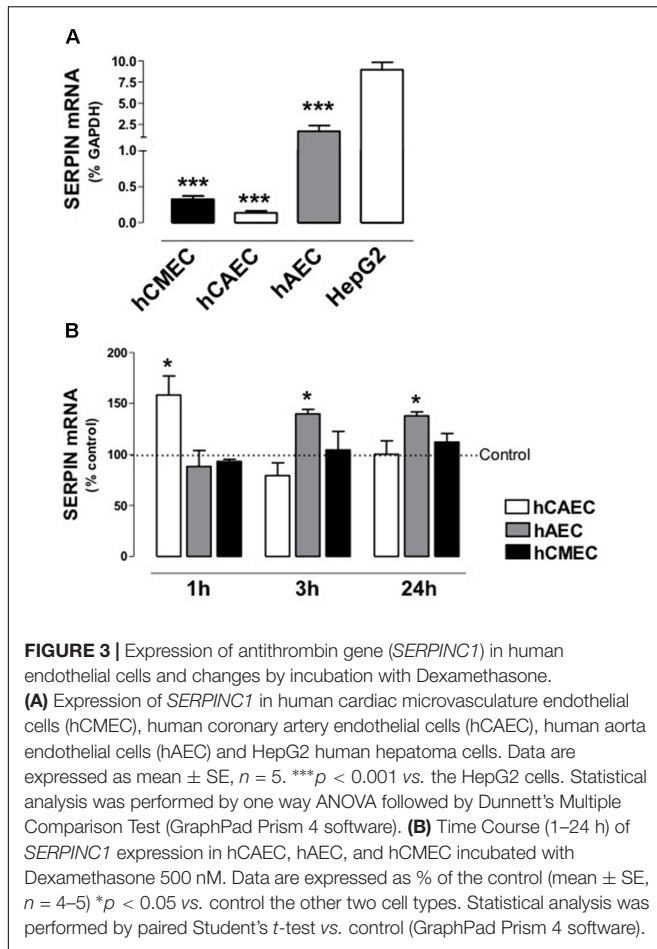 A
SERPIN mRNA
(% GAPDH)
10.0
7.5
5.0
2.5
1.0
0.5
0.0
***
***
***
hCMEC
hCAEC
hAEC
HepG2
B
SERPIN mRNA
(% control)
200
150
100
50
0
*
*
*
Control
hCAEC
hAEC
hCMEC
1h
3h
24h
FIGURE 3 | Expression of antithrombin gene (SERPINC1) in human
endothelial cells and changes by incubation with Dexamethasone.
(A) Expression of SERPINC1 in human cardiac microvasculature endothelial
cells (hCMEC), human coronary artery endothelial cells (hCAEC), human aorta
endothelial cells (hAEC) and HepG2 human hepatoma cells. Data are
expressed as mean ± SE, n = 5. ***p < 0.001 vs. the HepG2 cells. Statistical
analysis was performed by one way ANOVA followed by Dunnett's Multiple
Comparison Test (GraphPad Prism 4 software). (B) Time Course (1–24 h) of
SERPINC1 expression in hCAEC, hAEC, and hCMEC incubated with
Dexamethasone 500 nM. Data are expressed as % of the control (mean ± SE,
n = 4–5) *p < 0.05 vs. control the other two cell types. Statistical analysis was
performed by paired Student's t-test vs. control (GraphPad Prism 4 software).